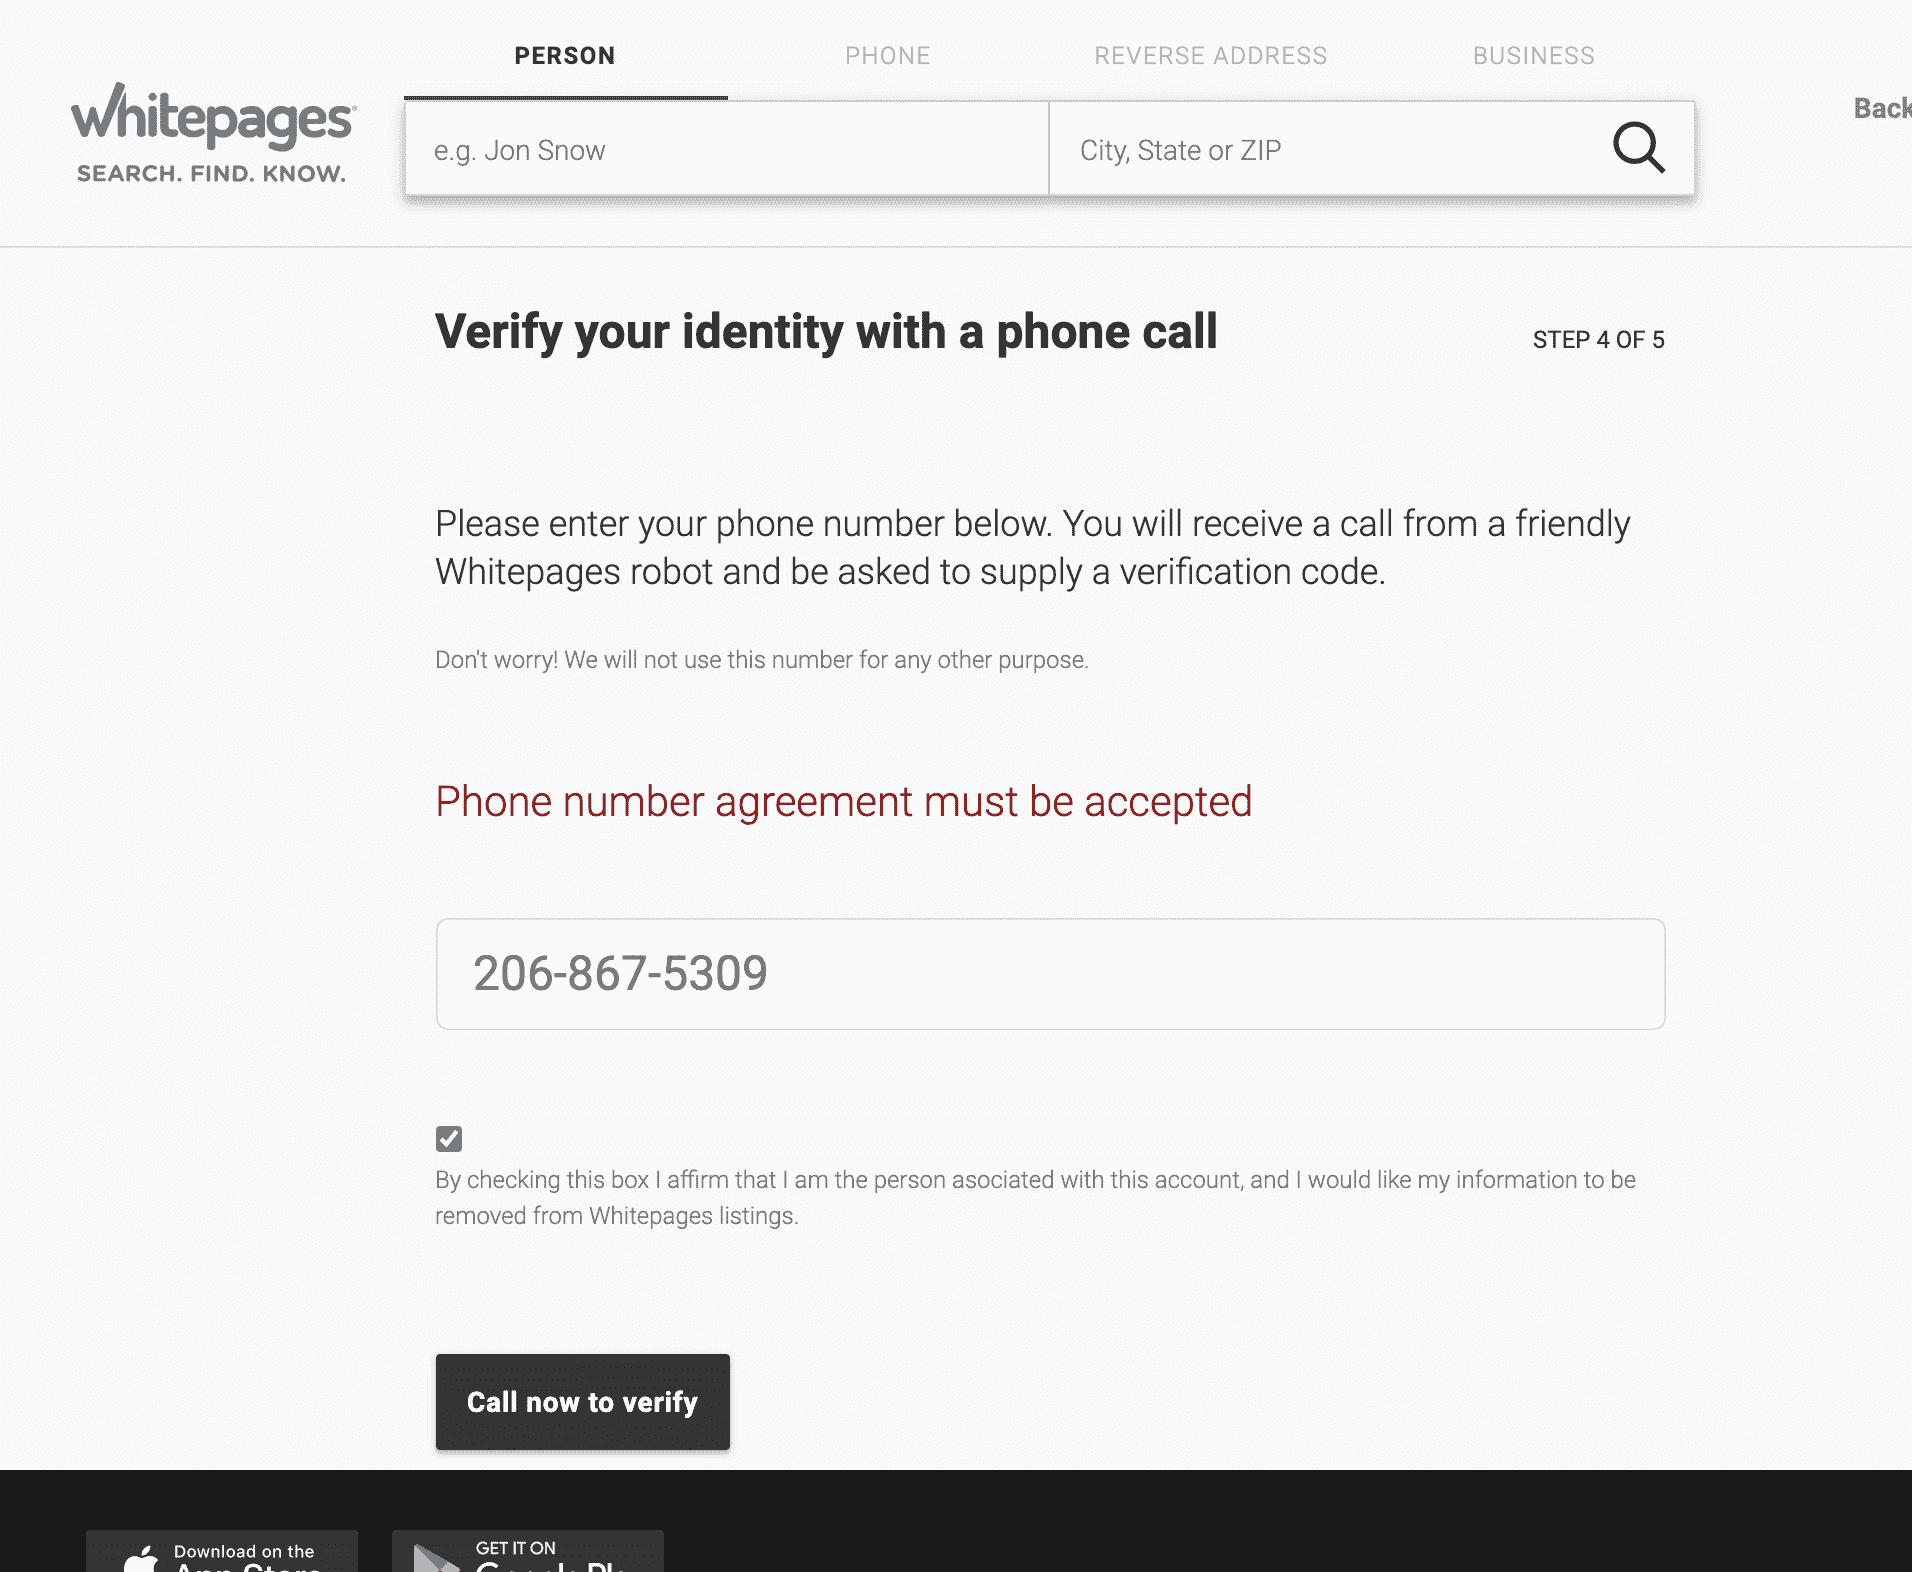 PERSON
PHONE
REVERSE ADDRESS
BUSINESS
whitepages
SEARCH. FIND. KNOW.
e.g. Jon Snow
City, State or ZIP
Back
Verify your identity with a phone call
STEP 4 OF 5
Please enter your phone number below. You will receive a call from a friendly
Whitepages robot and be asked to supply a verification code.
Don't worry! We will not use this number for any other purpose.
Phone number agreement must be accepted
206-867-5309
By checking this box I affirm that I am the person asociated with this account, and I would like my information to be
removed from Whitepages listings.
Call now to verify
Download on the
App Store
GET IT ON
Google Pl